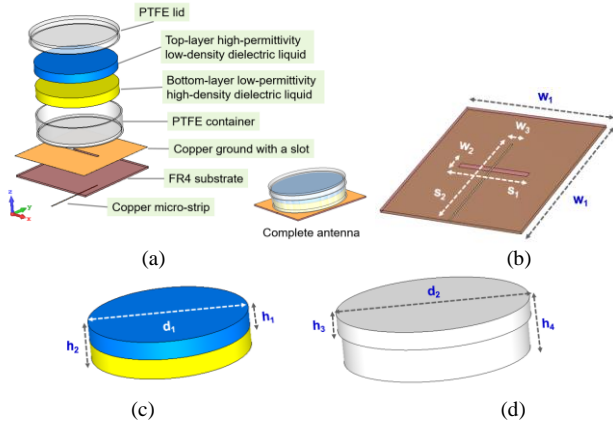 PTFE lid
Top-layer high-permittivity
low-density dielectric liquid
Bottom-layer low-permittivity
high-density dielectric liquid
PTFE container
Copper ground with a slot
FR4 substrate
Copper micro-strip
z
y
x
Complete antenna
(a)
w1
w3
w2
s2
s1
w1
(b)
d1
h1
h2
(c)
d2
h3
h4
(d)